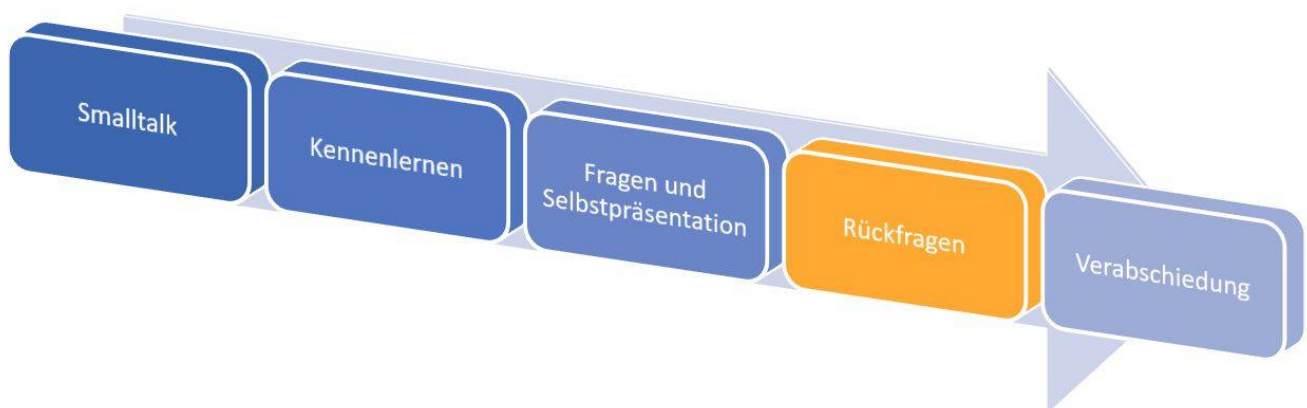 Smalltalk
Kennenlernen
Fragen und
Selbstpräsentation
Rückfragen
Verabschiedung